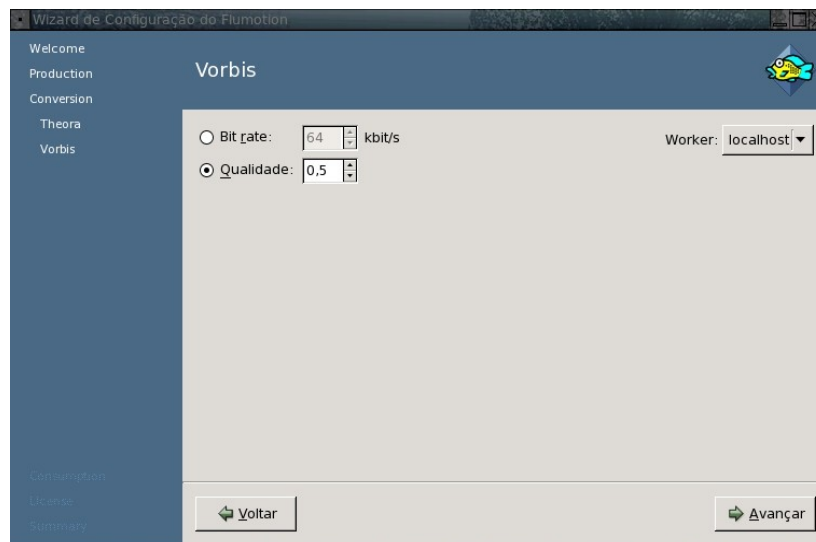 Wizard de Configuração do Flumotion
Welcome
Production
Conversion
Theora
Vorbis
Consumption
License
Summary
Vorbis
Bit rate: 64 kbit/s
Worker: localhost
Qualidade: 0,5
Voltar
Avançar